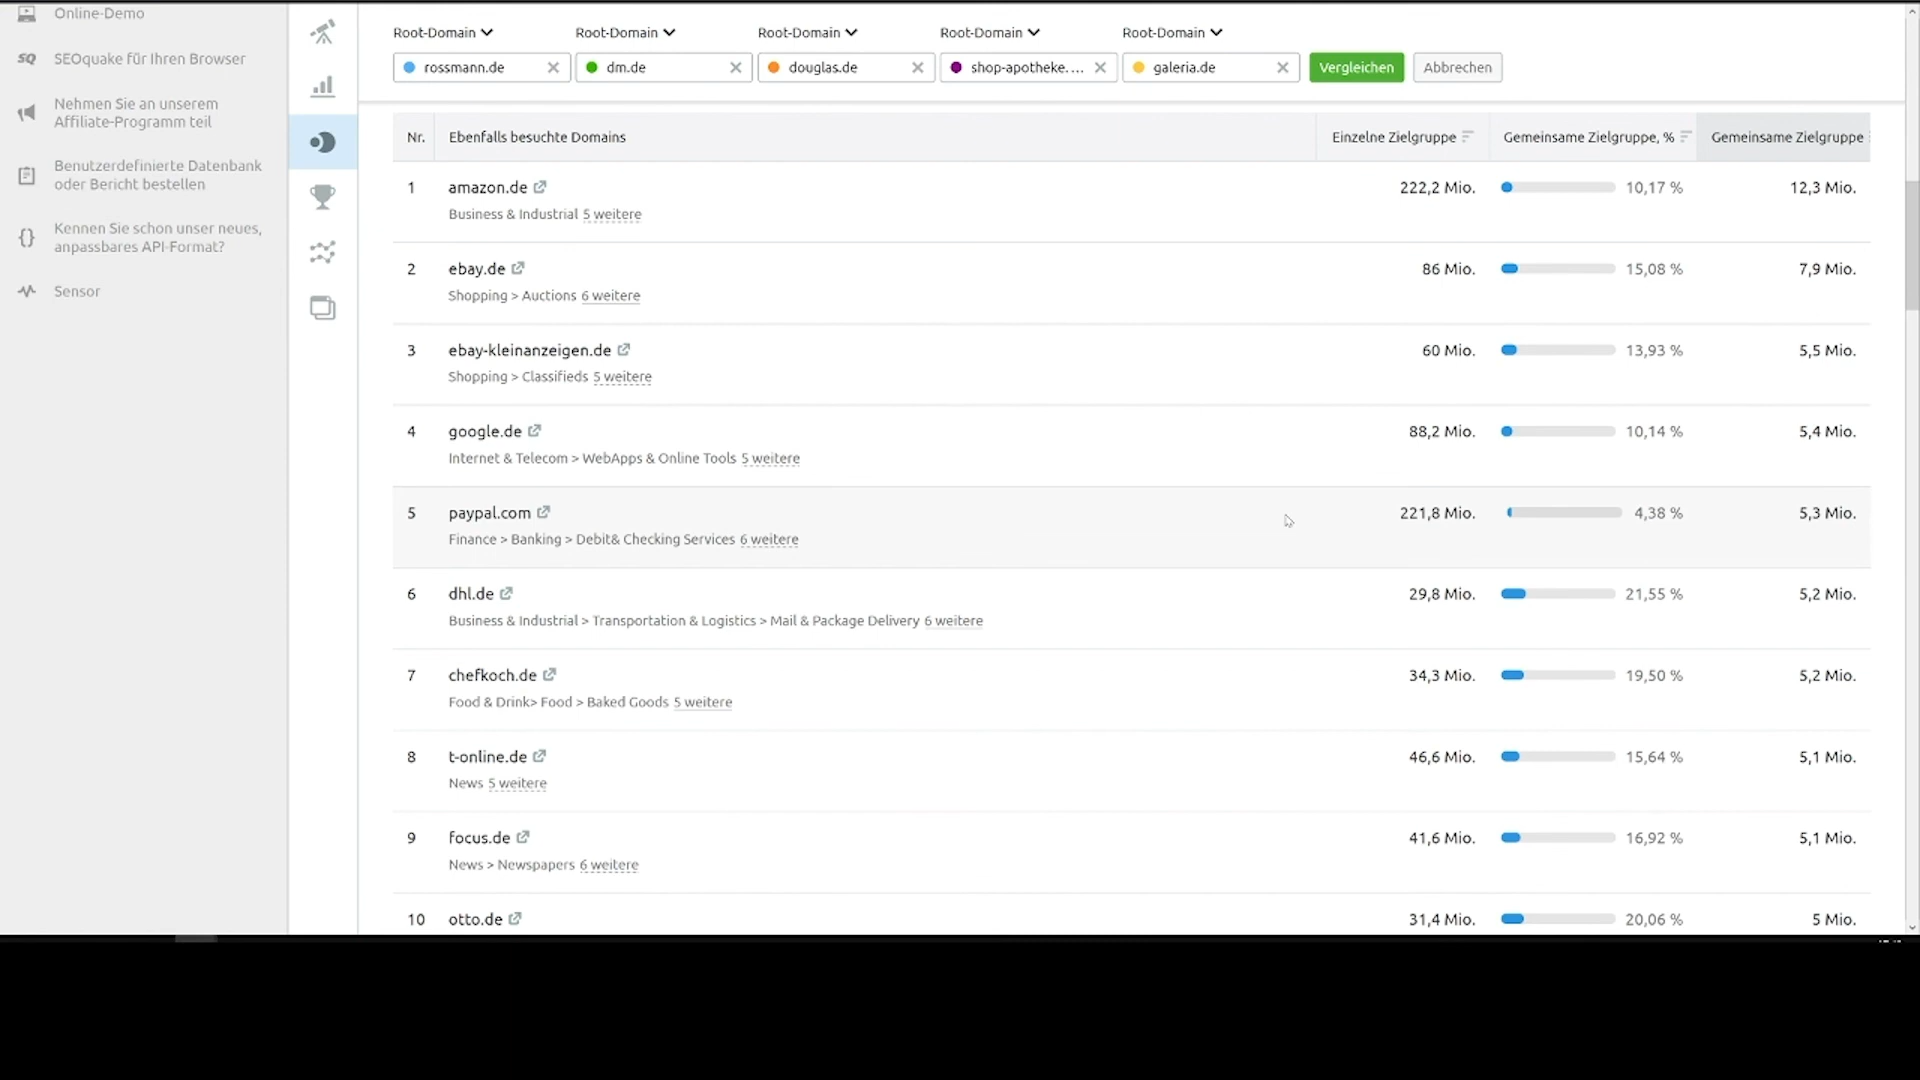 Online-Demo
SEOquake für Ihren Browser
Nehmen Sie an unserem
Affiliate-Programm teil
Benutzerdefinierte Datenbank
oder Bericht bestellen
Kennen Sie schon unser neues,
anpassbares API-Format?
Sensor
Root-Domain Root-Domain Root-Domain Root-Domain Root-Domain
rossmann.de dm.de douglas.de shop-apotheke.... galeria.de Vergleichen Abbrechen
Nr. Ebenfalls besuchte Domains Einzelne Zielgruppe Gemeinsame Zielgruppe, % Gemeinsame Zielgruppe
1 amazon.de 222,2 Mio. 10,17 % 12,3 Mio.
Business & Industrial 5 weitere
2 ebay.de 86 Mio. 15,08 % 7,9 Mio.
Shopping > Auctions 6 weitere
3 ebay-kleinanzeigen.de 60 Mio. 13,93 % 5,5 Mio.
Shopping > Classifieds 5 weitere
4 google.de 88,2 Mio. 10,14 % 5,4 Mio.
Internet & Telecom > WebApps & Online Tools 5 weitere
5 paypal.com 221,8 Mio. 4,38 % 5,3 Mio.
Finance > Banking > Debit& Checking Services 6 weitere
6 dhl.de 29,8 Mio. 21,55 % 5,2 Mio.
Business & Industrial > Transportation & Logistics > Mail & Package Delivery 6 weitere
7 chefkoch.de 34,3 Mio. 19,50 % 5,2 Mio.
Food & Drink> Food > Baked Goods 5 weitere
8 t-online.de 46,6 Mio. 15,64 % 5,1 Mio.
News 5 weitere
9 focus.de 41,6 Mio. 16,92 % 5,1 Mio.
News > Newspapers 6 weitere
10 otto.de 31,4 Mio. 20,06 % 5 Mio.